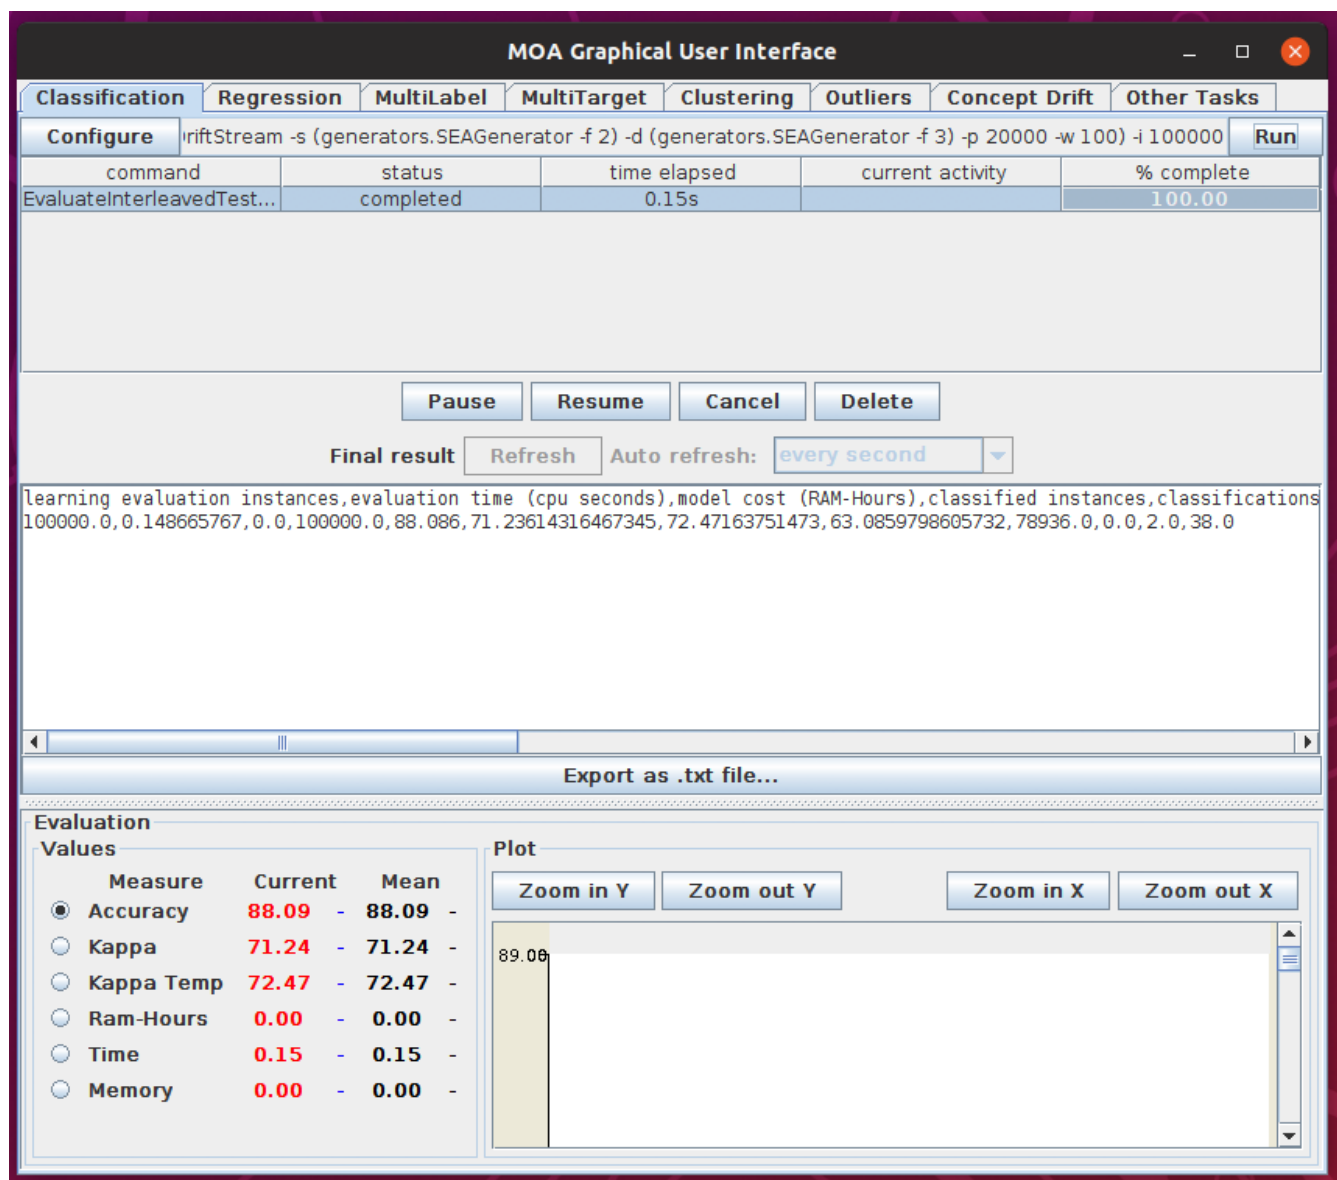 MOA Graphical User Interface
Classification Regression MultiLabel MultiTarget Clustering Outliers Concept Drift Other Tasks
Configure riftStream -s (generators.SEAGenerator -f 2) -d (generators.SEAGenerator -f 3) -p 20000 -w 100) -i 100000 Run
command status time elapsed current activity % complete
EvaluateInterleavedTest... completed 0.15s 100.00
Pause Resume Cancel Delete
Final result Refresh Auto refresh: every second
learning evaluation instances,evaluation time (cpu seconds),model cost (RAM-Hours),classified instances,classifications
100000.0,0.148665767,0.0,100000.0,88.086,71.23614316467345,72.47163751473,63.0859798605732,78936.0,0.0,2.0,38.0
Export as .txt file...
Evaluation
Values
Measure Current Mean
Accuracy 88.09 - 88.09 -
Kappa 71.24 - 71.24 -
Kappa Temp 72.47 - 72.47 -
Ram-Hours 0.00 - 0.00 -
Time 0.15 - 0.15 -
Memory 0.00 - 0.00 -
Plot
Zoom in Y Zoom out Y Zoom in X Zoom out X